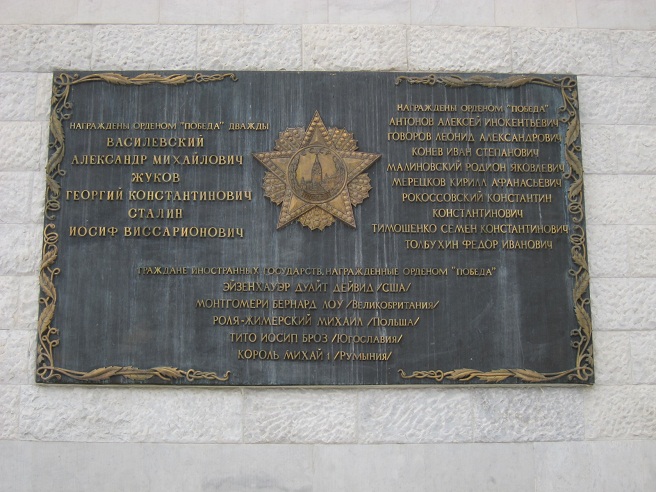 НАГРАЖДЕНЫ ОРДЕНОМ "ПОБЕДА" ДВАЖДЫ
ВАСИЛЕВСКИЙ
АЛЕКСАНДР МИХАЙЛОВИЧ
ЖУКОВ
ГЕОРГИЙ КОНСТАНТИНОВИЧ
СТАЛИН
ИОСИФ ВИССАРИОНОВИЧ
НАГРАЖДЕНЫ ОРДЕНОМ "ПОБЕДА"
АНТОНОВ АЛЕКСЕЙ ИНОКЕНТЬЕВИЧ
ГОВОРОВ ЛЕОНИД АЛЕКСАНДРОВИЧ
КОНЕВ ИВАН СТЕПАНОВИЧ
МАЛИНОВСКИЙ РОДИОН ЯКОВЛЕВИЧ
МЕРЕЦКОВ КИРИЛЛ АФАНАСЬЕВИЧ
РОКОССОВСКИЙ КОНСТАНТИН
КОНСТАНТИНОВИЧ
ТИМОШЕНКО СЕМЕН КОНСТАНТИНОВИЧ
ТОЛБУХИН ФЕДОР ИВАНОВИЧ
ГРАЖДАНЕ ИНОСТРАННЫХ ГОСУДАРСТВ, НАГРАЖДЕННЫЕ ОРДЕНОМ "ПОБЕДА"
ЭЙЗЕНХАУЭР ДУАЙТ ДЕЙВИД /США/
МОНТГОМЕРИ БЕРНАРД ЛОУ /ВЕЛИКОБРИТАНИЯ/
РОЛЯ-ЖИМЕРСКИЙ МИХАИЛ /ПОЛЬША/
ТИТО ИОСИП БРОЗ /ЮГОСЛАВИЯ/
КОРОЛЬ МИХАЙ I /РУМЫНИЯ/